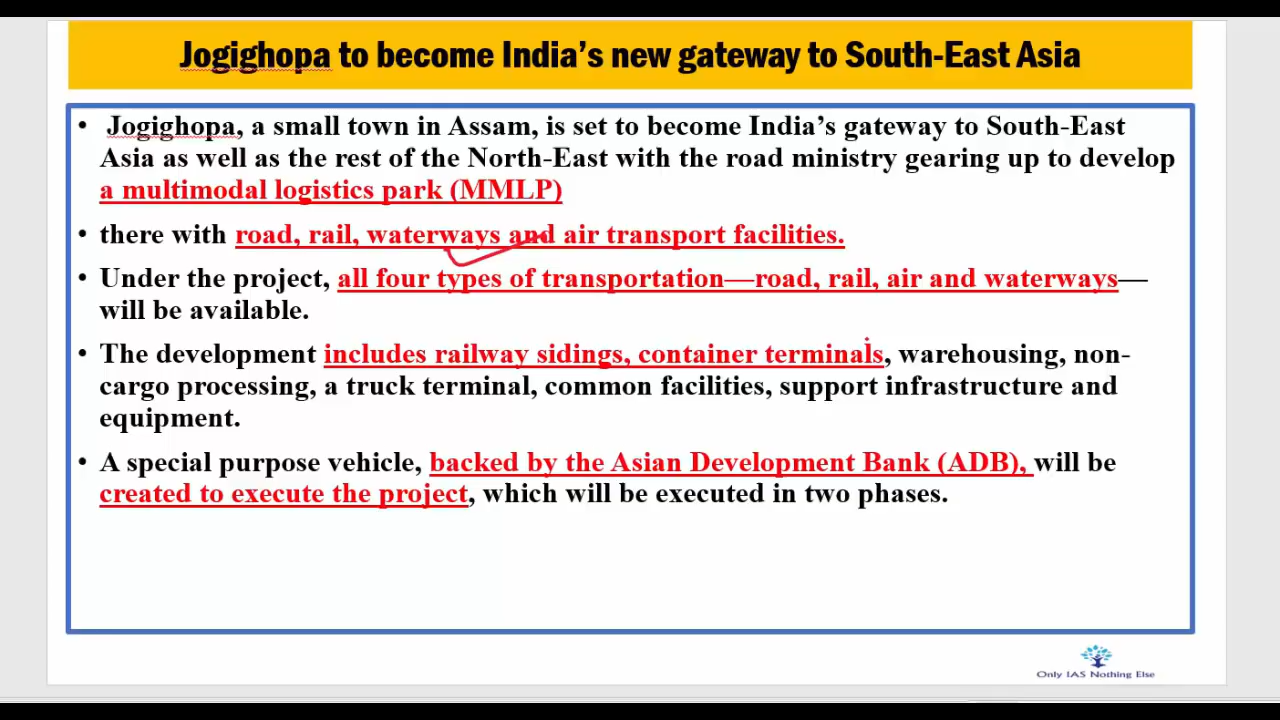 Jogighopa to become India's new gateway to South-East Asia
• Jogighopa, a small town in Assam, is set to become India's gateway to South-East
Asia as well as the rest of the North-East with the road ministry gearing up to develop
a multimodal logistics park (MMLP)
• there with road, rail, waterways and air transport facilities.
• Under the project, all four types of transportation—road, rail, air and waterways—
will be available.
• The development includes railway sidings, container terminals, warehousing, non-
cargo processing, a truck terminal, common facilities, support infrastructure and
equipment.
• A special purpose vehicle, backed by the Asian Development Bank (ADB), will be
created to execute the project, which will be executed in two phases.
Only IAS Nothing Else